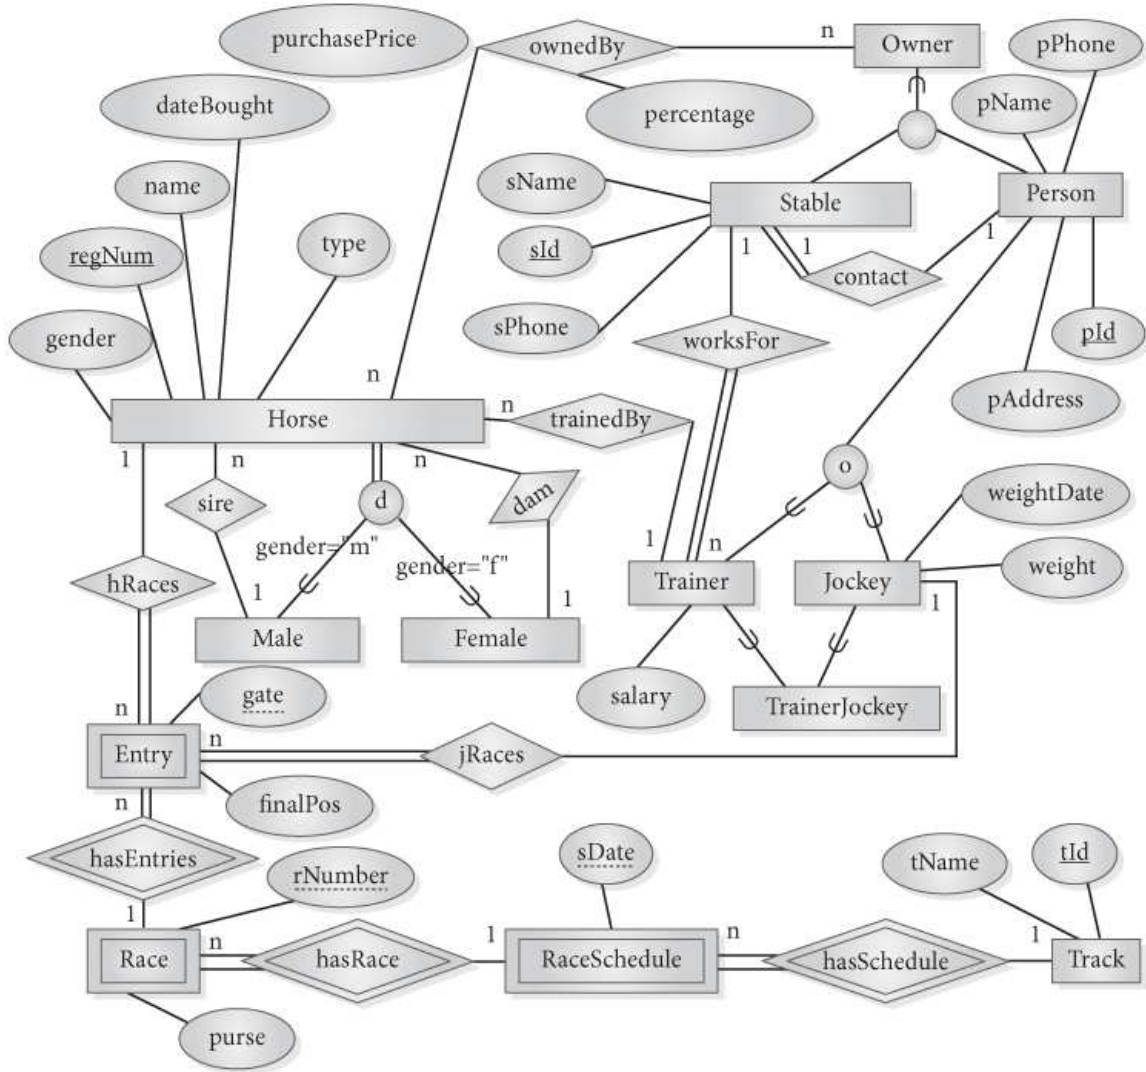 purchasePrice
ownedBy
n
Owner
pPhone
dateBought
percentage
pName
name
sName
Stable
Person
regNum
type
sId
1
1
contact
1
gender
sPhone
worksFor
pId
n
pAddress
Horse
n
trainedBy
1
n
n
sire
d
dam
o
weightDate
gender="m"
gender="f"
hRaces
1
1
1
n
Trainer
Jockey
1
weight
Male
Female
gate
salary
TrainerJockey
n
Entry
n
jRaces
n
finalPos
hasEntries
rNumber
sDate
tName
tId
1
Race
n
hasRace
1
RaceSchedule
n
hasSchedule
1
Track
purse